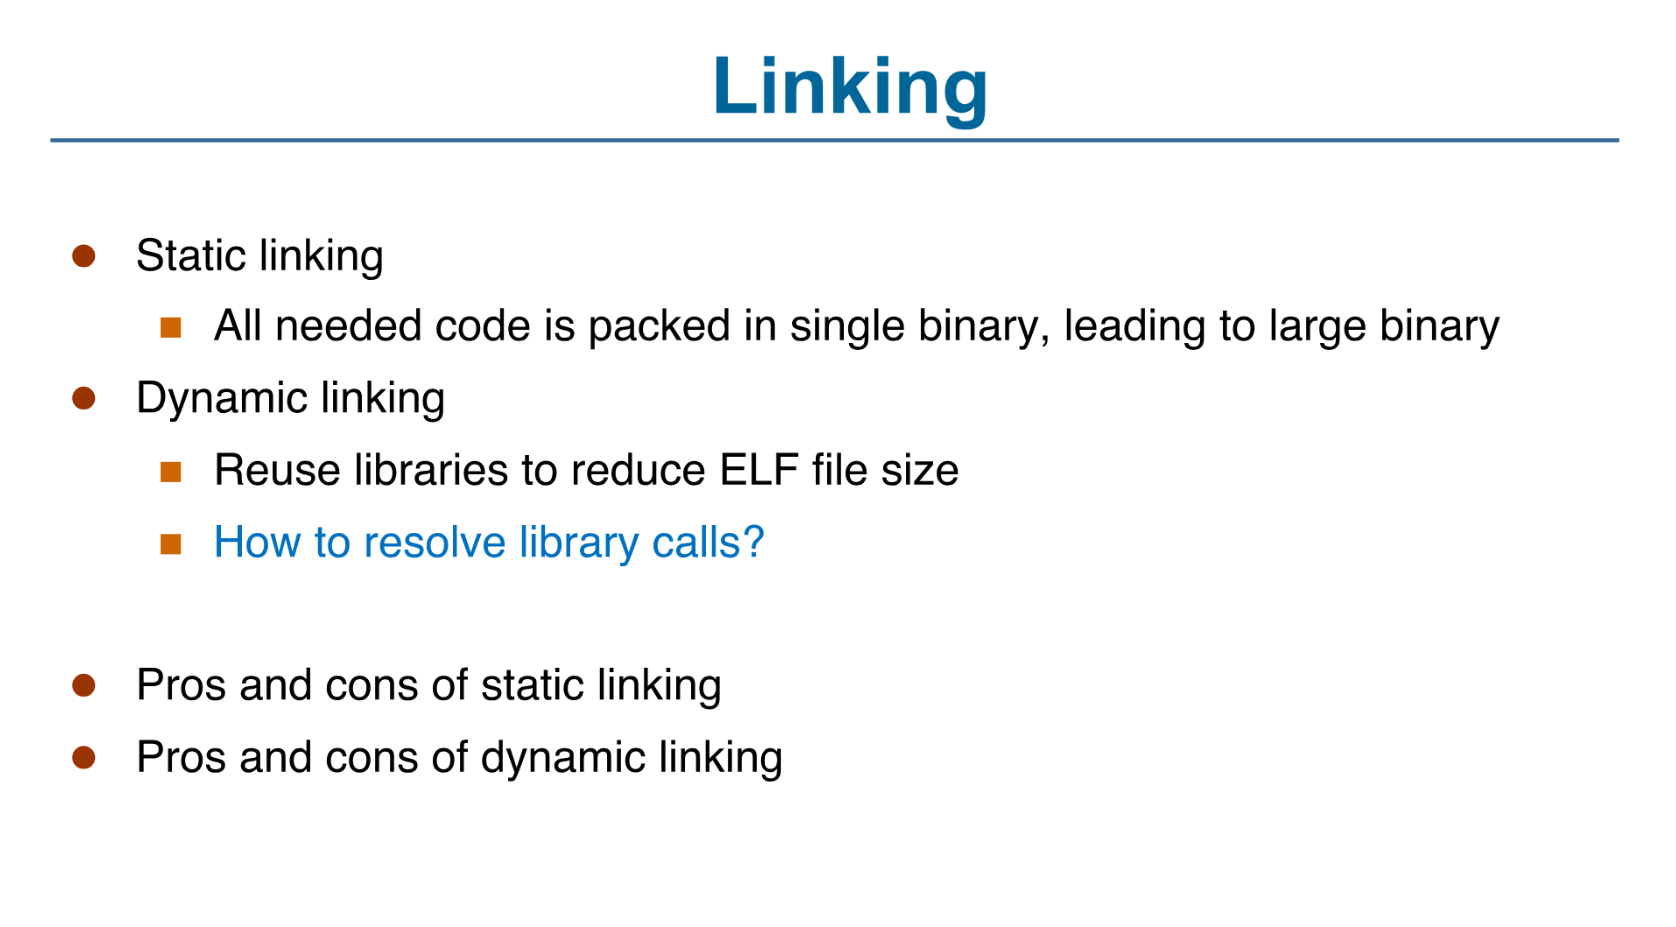 Linking
Static linking
All needed code is packed in single binary, leading to large binary
Dynamic linking
Reuse libraries to reduce ELF file size
How to resolve library calls?
Pros and cons of static linking
Pros and cons of dynamic linking